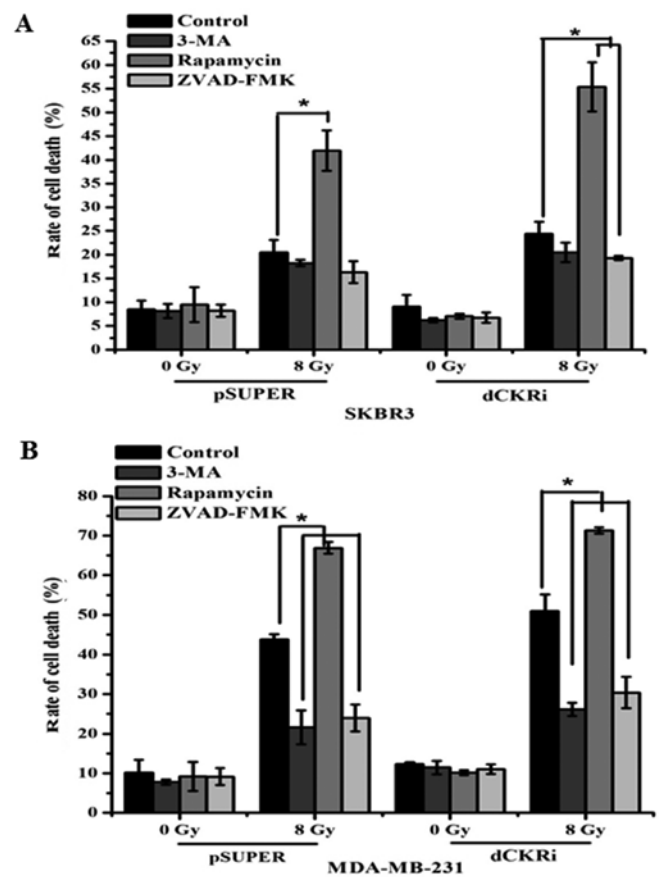 A
Control
3-MA
Rapamycin
ZVAD-FMK
Rate of cell death (%)
65
60
55
50
45
40
35
30
25
20
15
10
5
0
*
*
0 Gy 8 Gy 0 Gy 8 Gy
pSUPER dCKRi
SKBR3
B
Control
3-MA
Rapamycin
ZVAD-FMK
Rate of cell death (%)
80
70
60
50
40
30
20
10
0
*
*
0 Gy 8 Gy 0 Gy 8 Gy
pSUPER dCKRi
MDA-MB-231